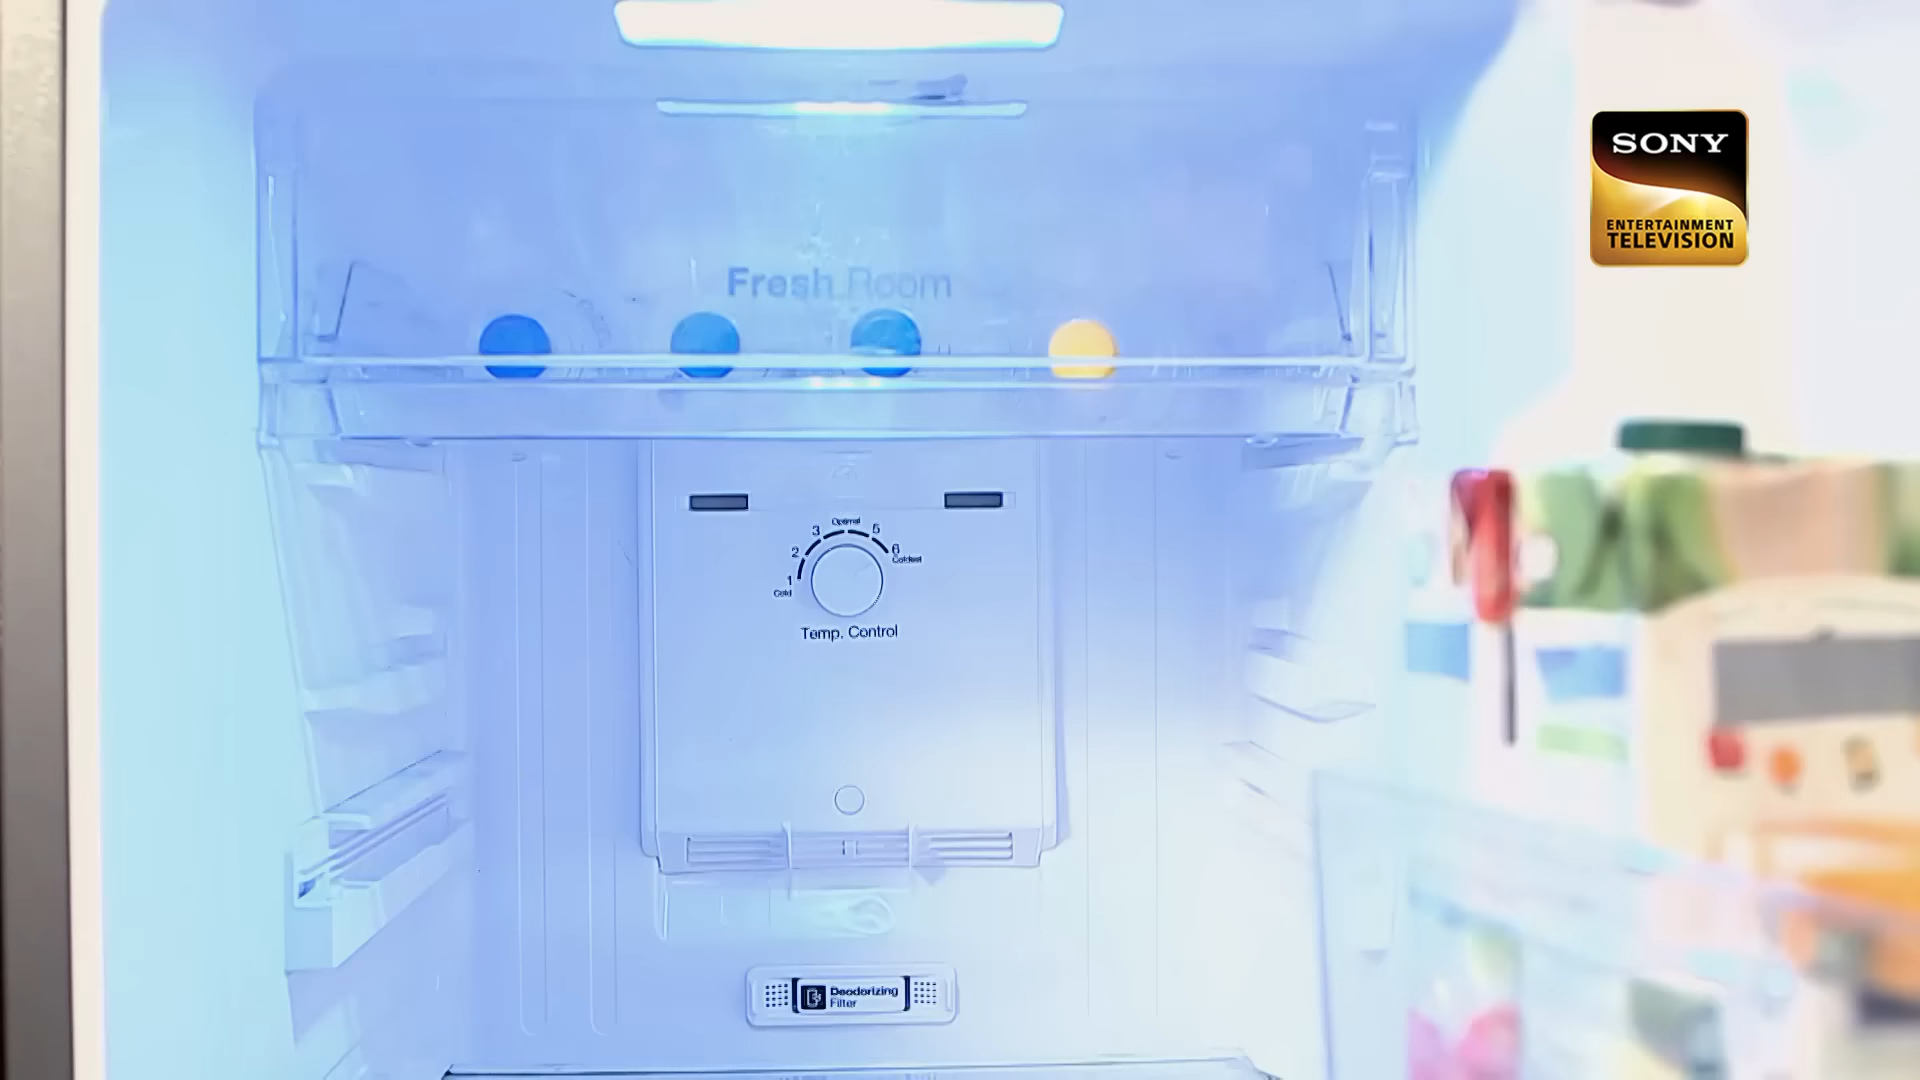 SONY
ENTERTAINMENT
TELEVISION
Fresh Room
Optimal
3
5
2
6
Coldest
1
Cold
Temp. Control
Deodorizing
Filter